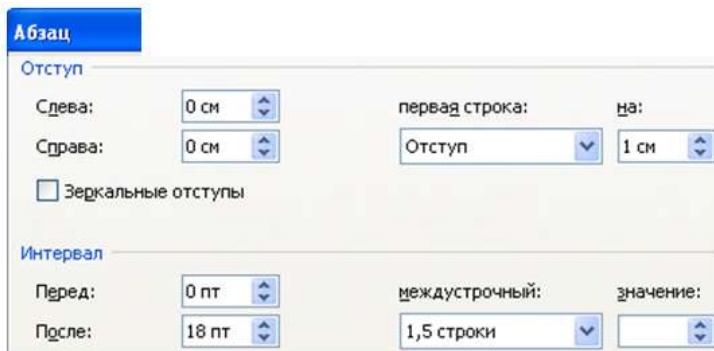 Абзац
Отступ
Слева: 0 см первая строка: на:
Справа: 0 см Отступ 1 см
Зеркальные отступы
Интервал
Перед: 0 пт междустрочный: значение:
После: 18 пт 1,5 строки